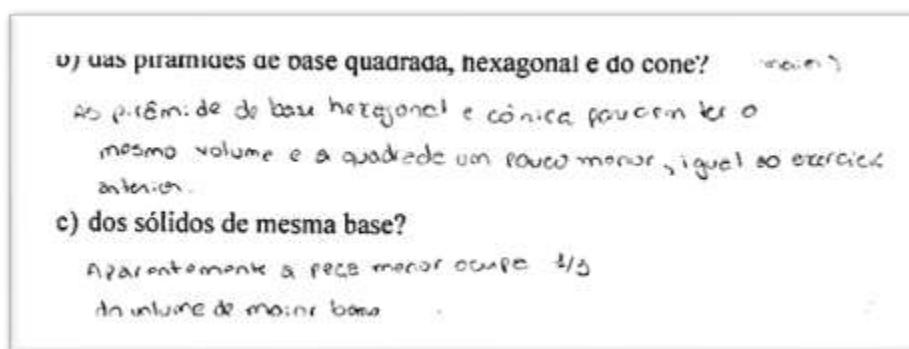 b) das pirâmides de base quadrada, hexagonal e do cone?
As pirâmide de base hexagonal e cônica parecem ter o
mesmo volume e a quadrada um pouco menor, igual ao exercício
anterior.
c) dos sólidos de mesma base?
Aparentemente a peça menor ocupa 1/3
do volume de maior